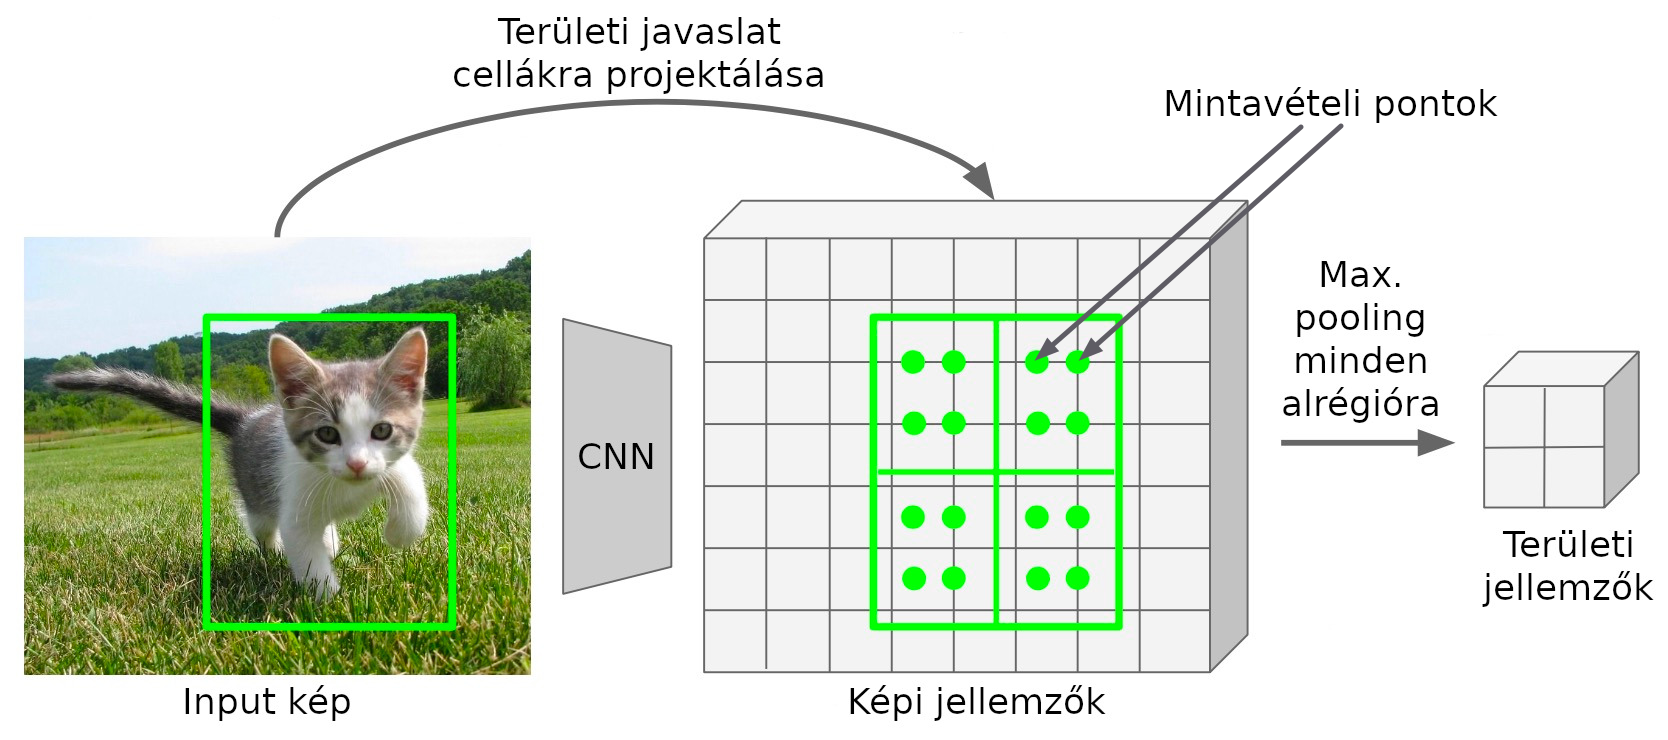 Területi javaslat
cellákra projektálása
Mintavételi pontok
Max.
pooling
minden
alrégióra
CNN
Területi
jellemzők
Input kép
Képi jellemzők